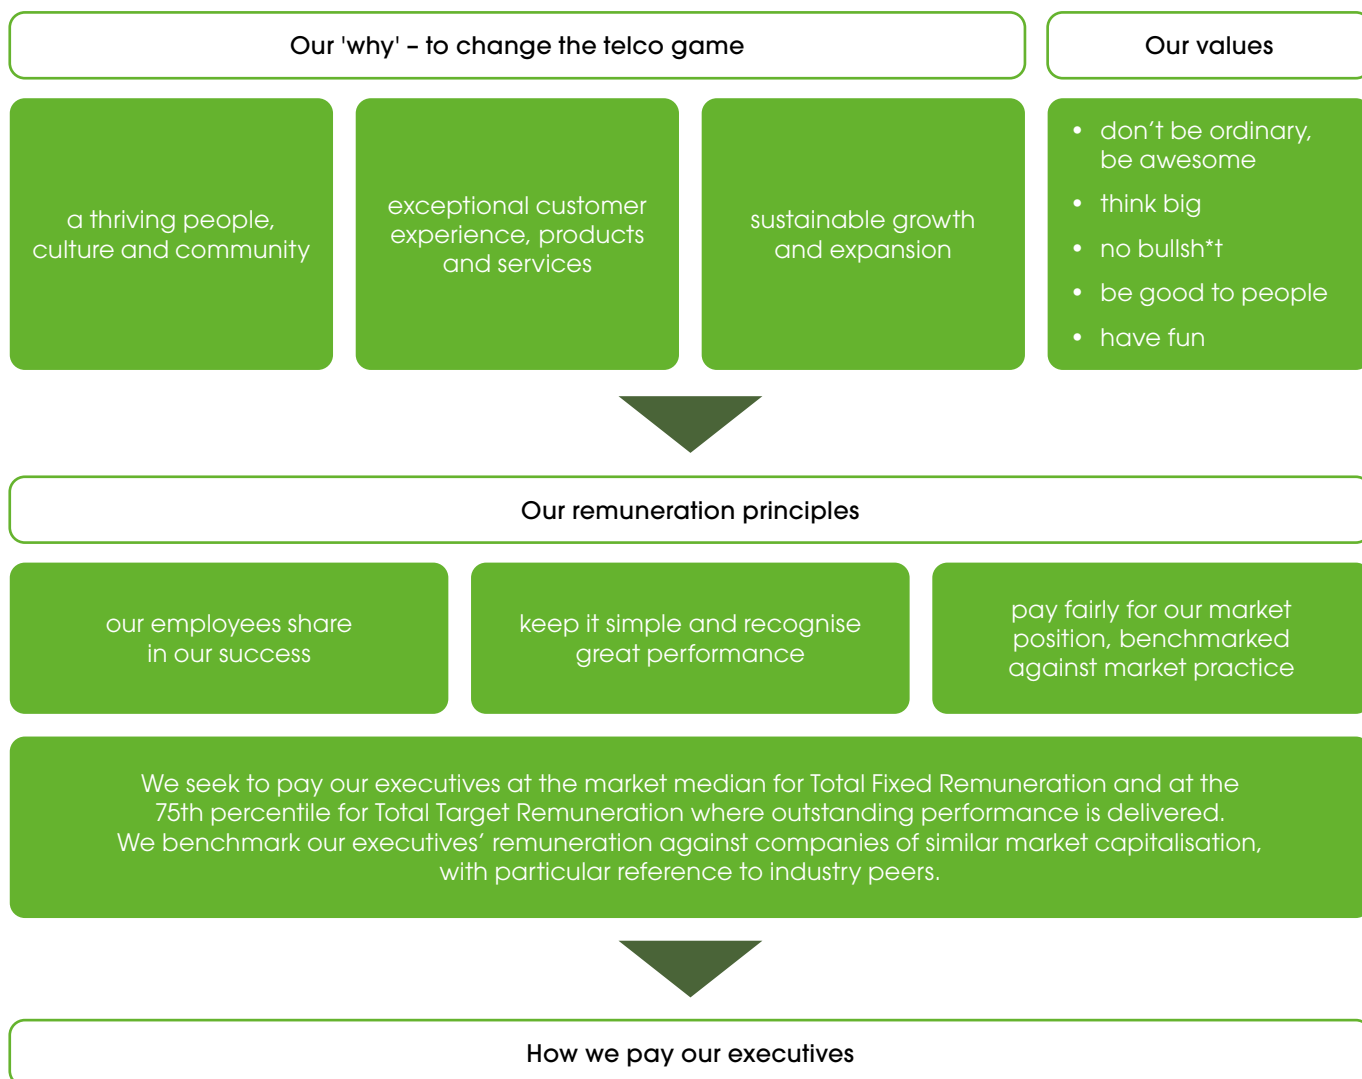 Our 'why' – to change the telco game
Our values
a thriving people,
culture and community
exceptional customer
experience, products
and services
sustainable growth
and expansion
• don't be ordinary,
be awesome
• think big
• no bullsh*t
• be good to people
• have fun
Our remuneration principles
our employees share
in our success
keep it simple and recognise
great performance
pay fairly for our market
position, benchmarked
against market practice
We seek to pay our executives at the market median for Total Fixed Remuneration and at the
75th percentile for Total Target Remuneration where outstanding performance is delivered.
We benchmark our executives’ remuneration against companies of similar market capitalisation,
with particular reference to industry peers.
How we pay our executives